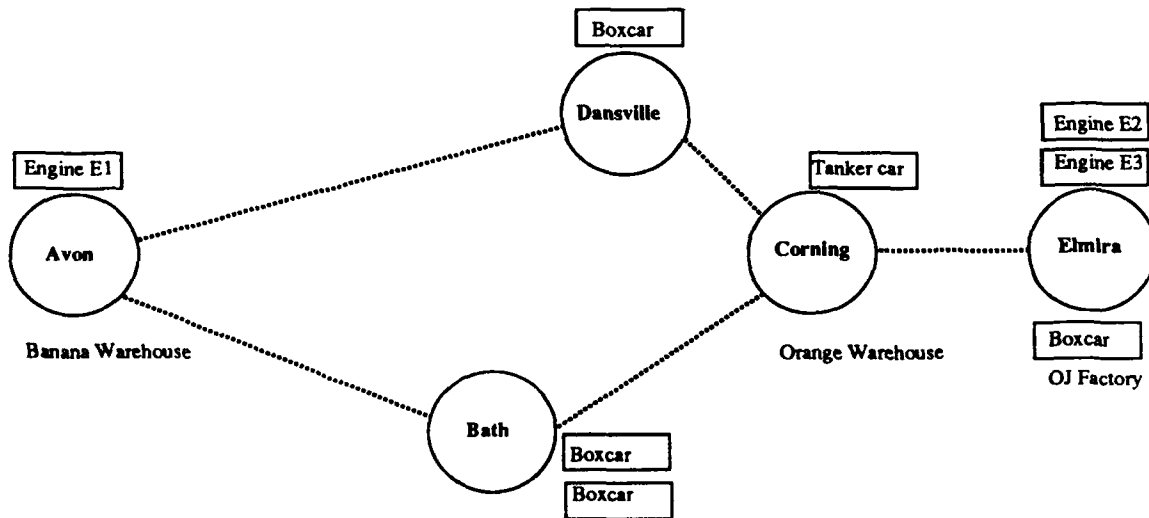 Boxcar
Dansville
Engine E2
Engine E3
Engine E1
Tanker car
Avon
Corning
Elmira
Banana Warehouse
Orange Warehouse
Boxcar
OJ Factory
Bath
Boxcar
Boxcar